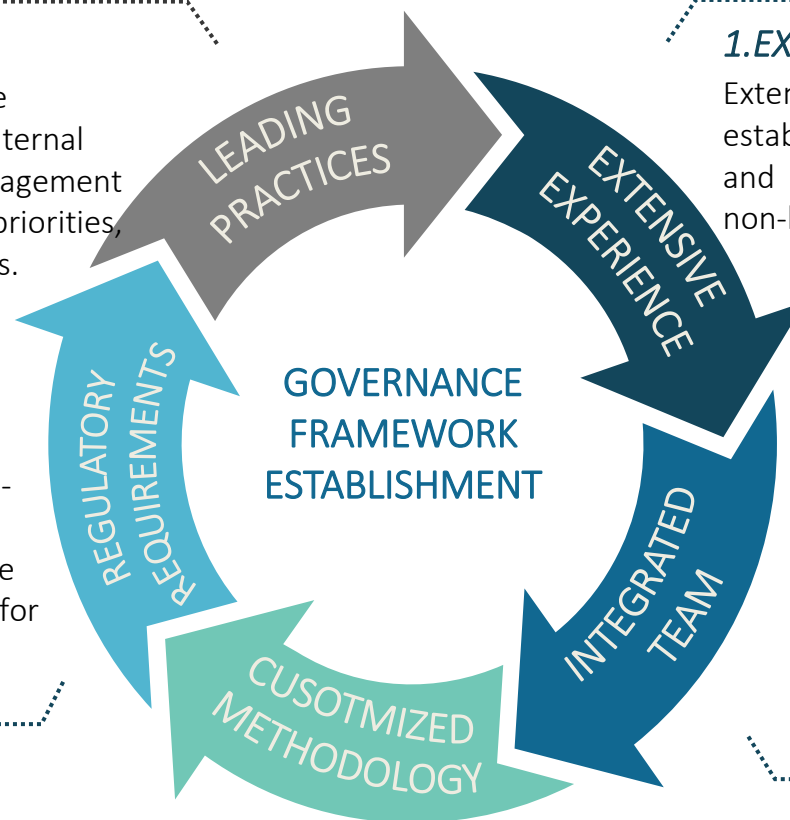 1.EX
Exter
estab
and
non-l
e
ternal
agement
priorities,
s.
LEADING
PRACTICES
EXTENSIVE
EXPERIENCE
GOVERNANCE
FRAMEWORK
ESTABLISHMENT
REGULATORY
REQUIREMENTS
INTEGRATED
TEAM
CUSOTMIZED
METHODOLOGY
-
e
for